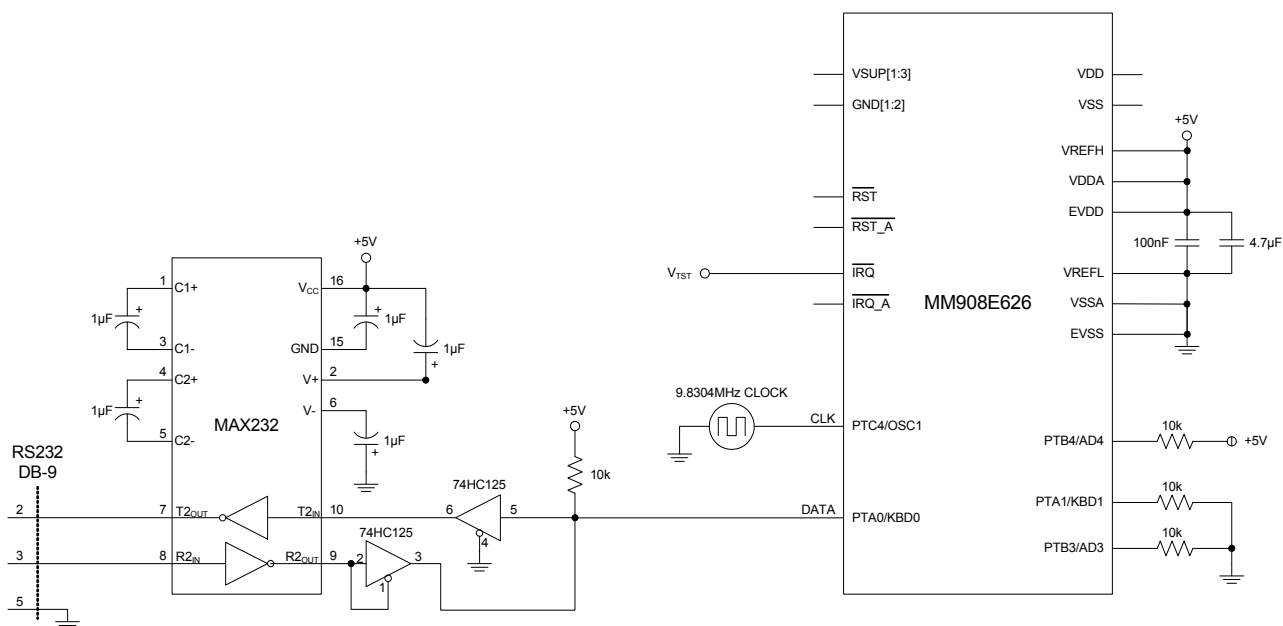 VSUP[1:3]
VDD
GND[1:2]
VSS
+5V
VREFH
VDDA
RST
EVDD
RST_A
100nF
4.7µF
+5V
VTST
IRQ
VREFL
1
C1+
VCC
16
IRQ_A
MM908E626
VSSA
1µF
+
+
1µF
EVSS
3
C1-
GND
15
1µF
+
4
C2+
V+
2
1µF
+
MAX232
V-
6
9.8304MHz CLOCK
+5V
CLK
PTC4/OSC1
10k
5
C2-
1µF
+
PTB4/AD4
+5V
RS232
DB-9
10k
10k
74HC125
PTA1/KBD1
2
7
T2OUT
T2IN
10
6
5
DATA
PTA0/KBD0
74HC125
4
10k
3
8
R2IN
R2OUT
9
2
3
PTB3/AD3
1
5